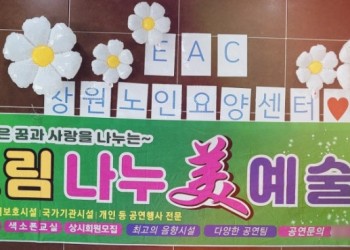 EAC
상원노인요양센터♥
은 꿈과 사랑을 나누는~
림 나누美예술
보호시설 | 국가기관시설 | 개인 등 공연행사 전문
색소폰교실 상시회원모집 최고의 음향시설 다양한 공연팀 공연문의